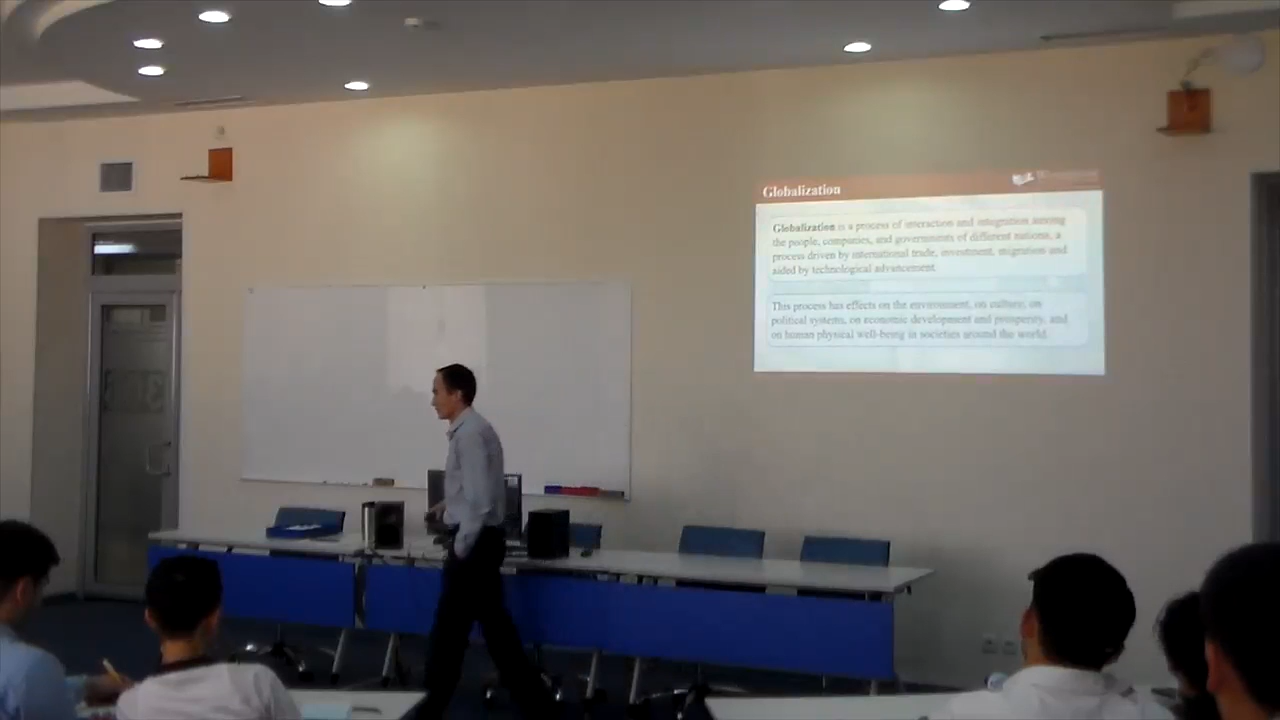 Globalization
Globalization is a process of interaction and integration among
the people, companies, and governments of different nations, a
process driven by international trade, investment, migration and
aided by technological advancement.
This process has effects on the environment, on culture, on
political systems, on economic development and prosperity, and
on human physical well-being in societies around the world.